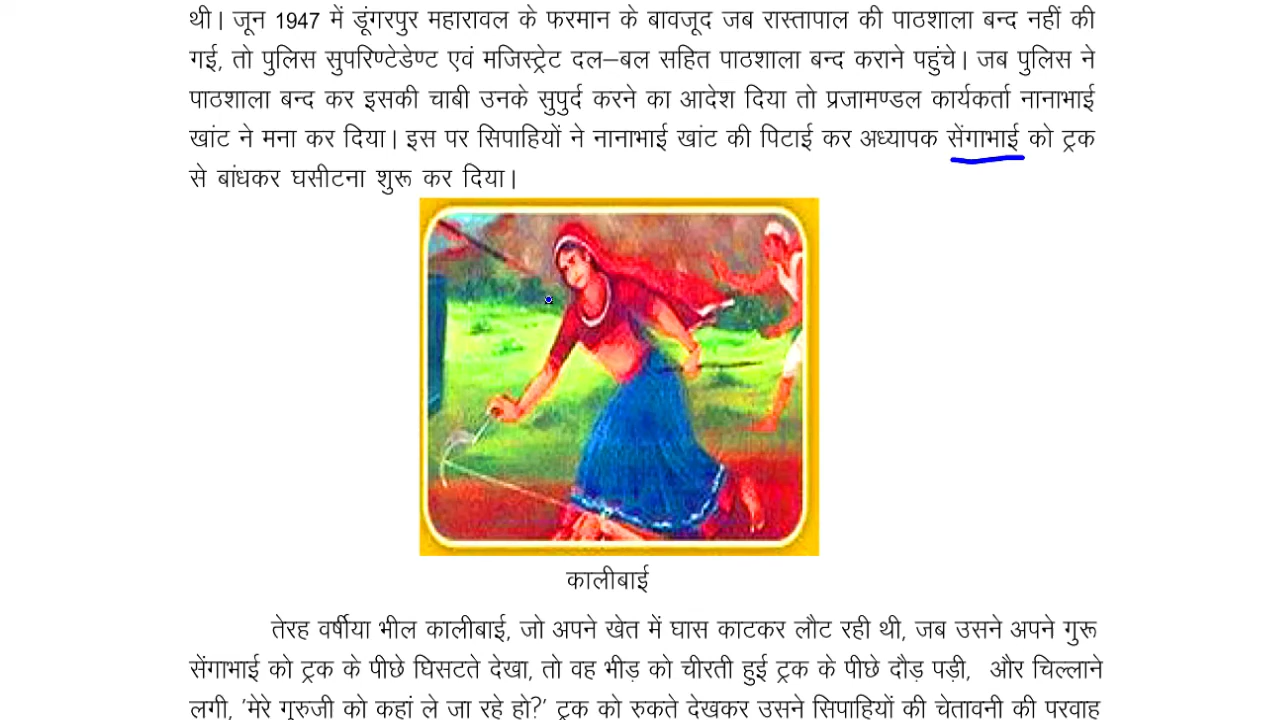 थी। जून 1947 में डूंगरपुर महारावल के फरमान के बावजूद जब रास्तापाल की पाठशाला बन्द नहीं की
गई, तो पुलिस सुपरिण्टेडेण्ट एवं मजिस्ट्रेट दल–बल सहित पाठशाला बन्द कराने पहुंचे। जब पुलिस ने
पाठशाला बन्द कर इसकी चाबी उनके सुपुर्द करने का आदेश दिया तो प्रजामण्डल कार्यकर्ता नानाभाई
खांट ने मना कर दिया। इस पर सिपाहियों ने नानाभाई खांट की पिटाई कर अध्यापक सेंगाभाई को ट्रक
से बांधकर घसीटना शुरू कर दिया।
कालीबाई
तेरह वर्षीया भील कालीबाई, जो अपने खेत में घास काटकर लौट रही थी, जब उसने अपने गुरू
सेंगाभाई को ट्रक के पीछे घिसटते देखा, तो वह भीड़ को चीरती हुई ट्रक के पीछे दौड़ पड़ी, और चिल्लाने
लगी, 'मेरे गुरुजी को कहां ले जा रहे हो?' ट्रक को रुकते देखकर उसने सिपाहियों की चेतावनी की परवाह